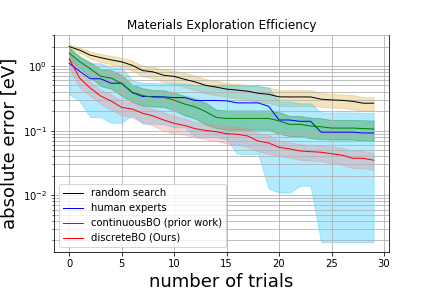 Materials Exploration Efficiency
absolute error [eV]
10⁰
10⁻¹
10⁻²
random search
human experts
continuousBO (prior work)
discreteBO (Ours)
0 5 10 15 20 25 30
number of trials